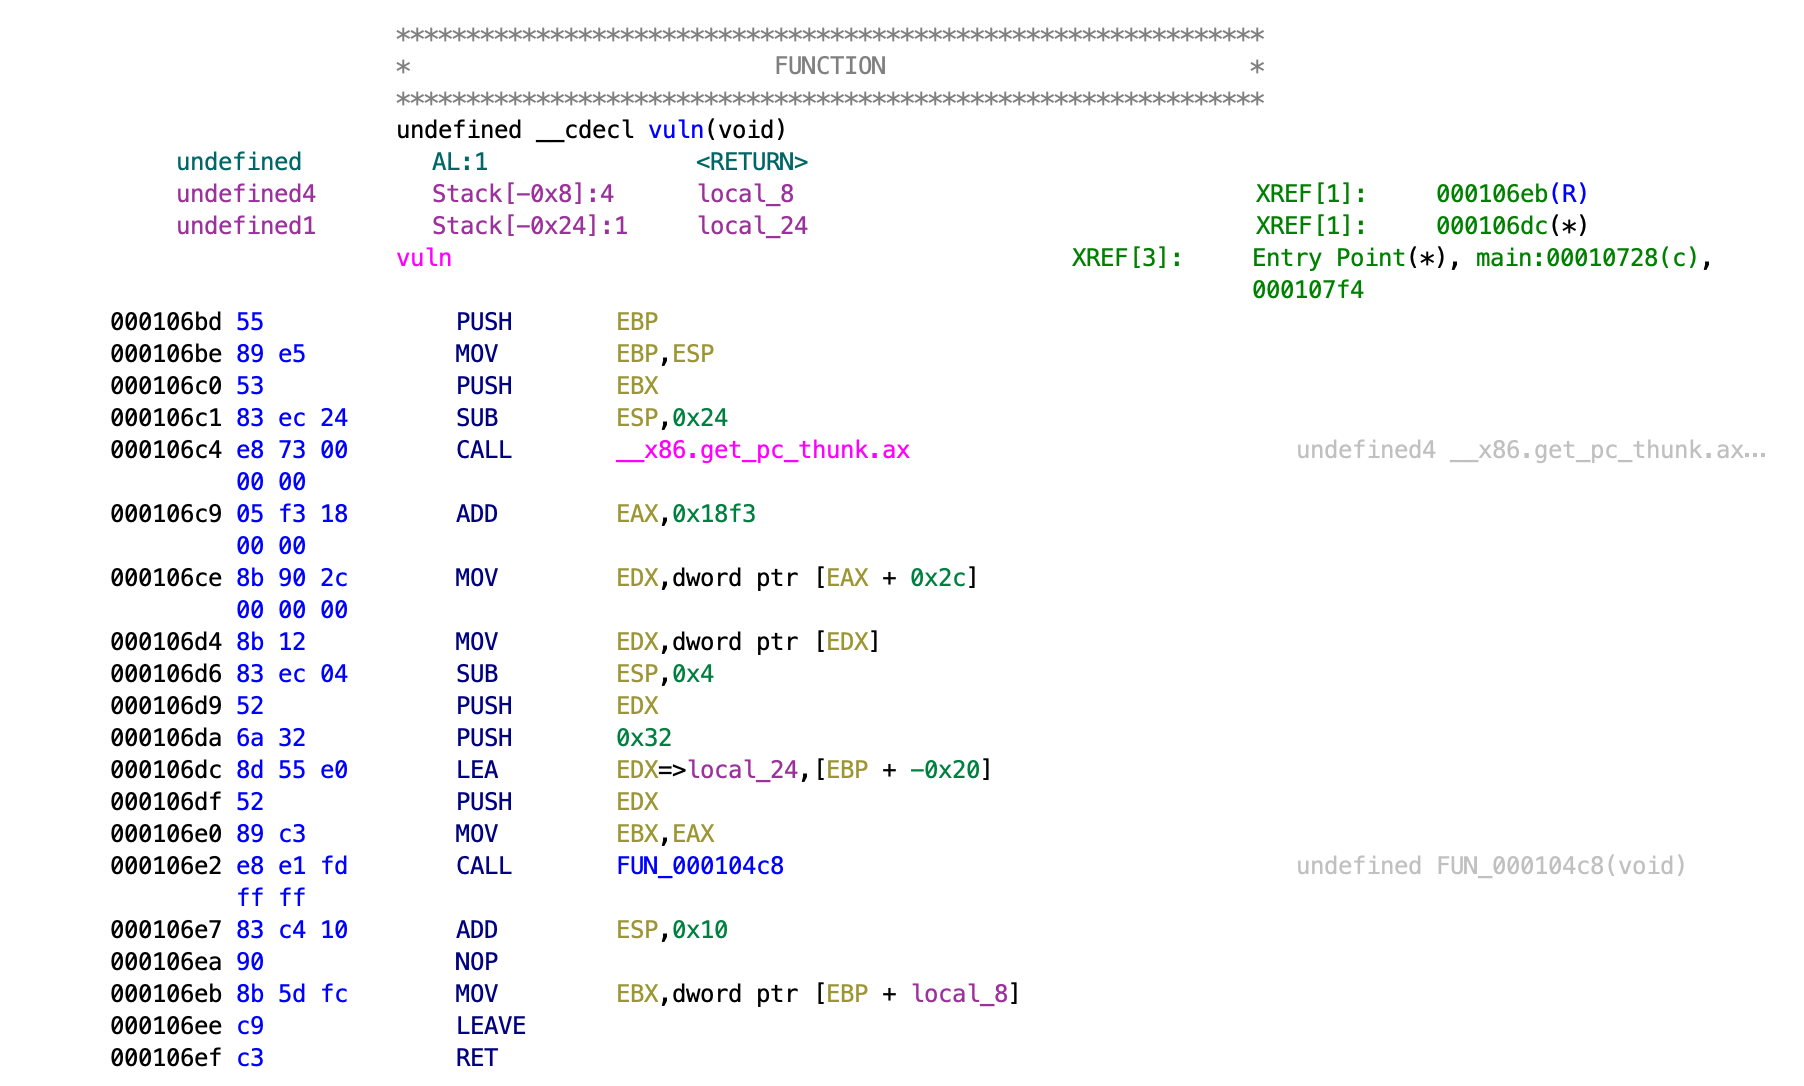 **************************************************************
* FUNCTION *
**************************************************************
undefined __cdecl vuln(void)
undefined AL:1 <RETURN>
undefined4 Stack[-0x8]:4 local_8 XREF[1]: 000106eb(R)
undefined1 Stack[-0x24]:1 local_24 XREF[1]: 000106dc(*)
vuln XREF[3]: Entry Point(*), main:00010728(c),
000107f4
000106bd 55 PUSH EBP
000106be 89 e5 MOV EBP,ESP
000106c0 53 PUSH EBX
000106c1 83 ec 24 SUB ESP,0x24
000106c4 e8 73 00 CALL __x86.get_pc_thunk.ax undefined4 __x86.get_pc_thunk.ax...
00 00
000106c9 05 f3 18 ADD EAX,0x18f3
00 00
000106ce 8b 90 2c MOV EDX,dword ptr [EAX + 0x2c]
00 00 00
000106d4 8b 12 MOV EDX,dword ptr [EDX]
000106d6 83 ec 04 SUB ESP,0x4
000106d9 52 PUSH EDX
000106da 6a 32 PUSH 0x32
000106dc 8d 55 e0 LEA EDX=>local_24,[EBP + -0x20]
000106df 52 PUSH EDX
000106e0 89 c3 MOV EBX,EAX
000106e2 e8 e1 fd CALL FUN_000104c8 undefined FUN_000104c8(void)
ff ff
000106e7 83 c4 10 ADD ESP,0x10
000106ea 90 NOP
000106eb 8b 5d fc MOV EBX,dword ptr [EBP + local_8]
000106ee c9 LEAVE
000106ef c3 RET